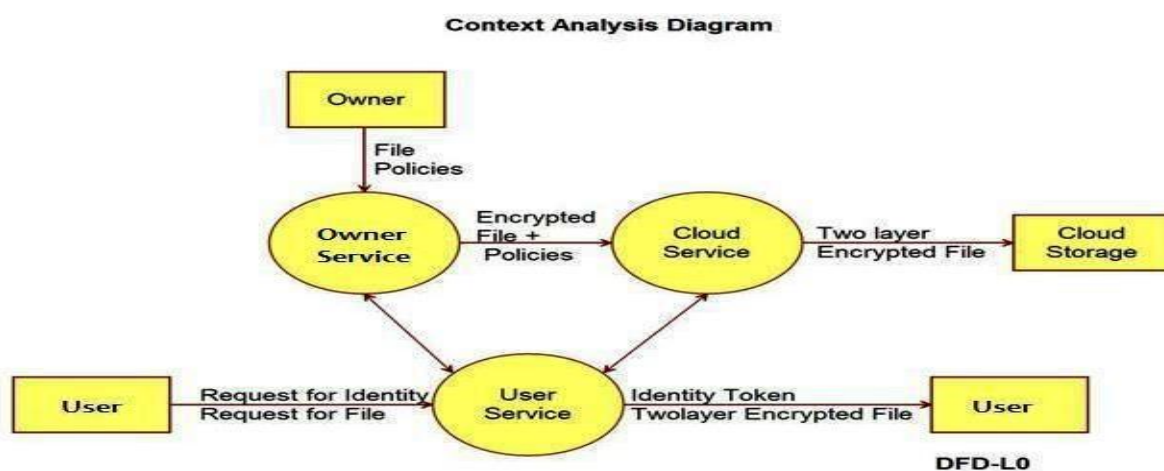 Context Analysis Diagram
Owner
File
Policies
Owner
Service
Encrypted
File +
Policies
Cloud
Service
Two layer
Encrypted File
Cloud
Storage
User
Request for Identity
Request for File
User
Service
Identity Token
Twolayer Encrypted File
User
DFD-L0